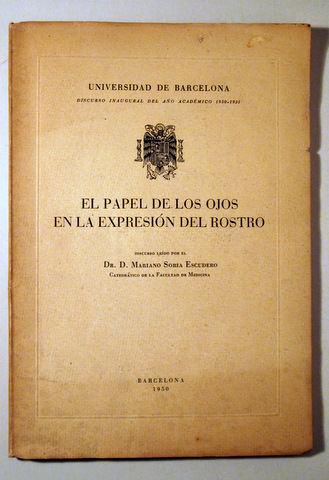 UNIVERSIDAD DE BARCELONA
DISCURSO INAUGURAL DEL AÑO ACADÉMICO 1950-1951
EL PAPEL DE LOS OJOS
EN LA EXPRESIÓN DEL ROSTRO
DISCURSO LEÍDO POR EL
DR. D. MARIANO SORIA ESCUDERO
CATEDRÁTICO DE LA FACULTAD DE MEDICINA
BARCELONA
1950